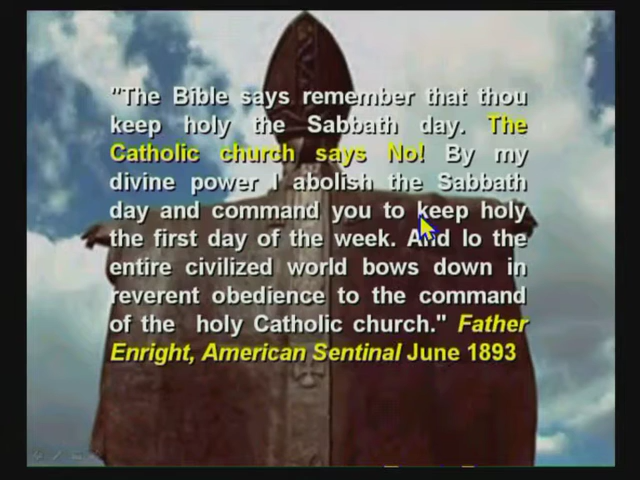 "The Bible says remember that thou
keep holy the Sabbath day. The
Catholic church says No! By my
divine power I abolish the Sabbath
day and command you to keep holy
the first day of the week. And lo the
entire civilized world bows down in
reverent obedience to the command
of the holy Catholic church." Father
Enright, American Sentinal June 1893